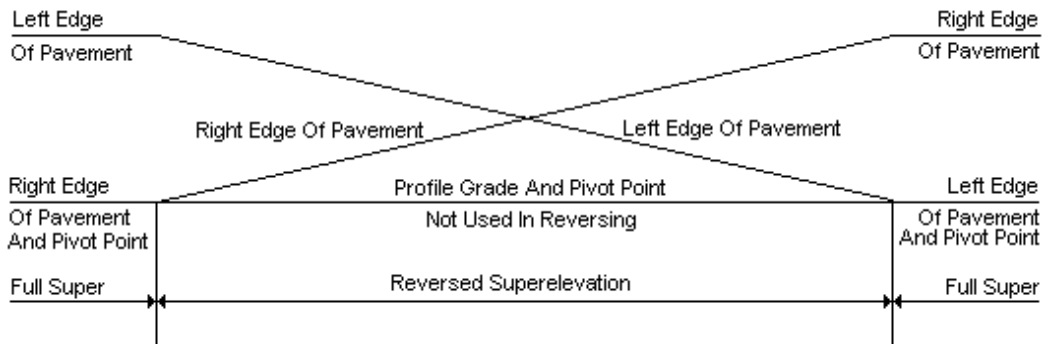 Left Edge
Of Pavement
Right Edge
Of Pavement
Right Edge Of Pavement
Left Edge Of Pavement
Right Edge
Of Pavement
And Pivot Point
Profile Grade And Pivot Point
Not Used In Reversing
Left Edge
Of Pavement
And Pivot Point
Full Super
Reversed Superelevation
Full Super